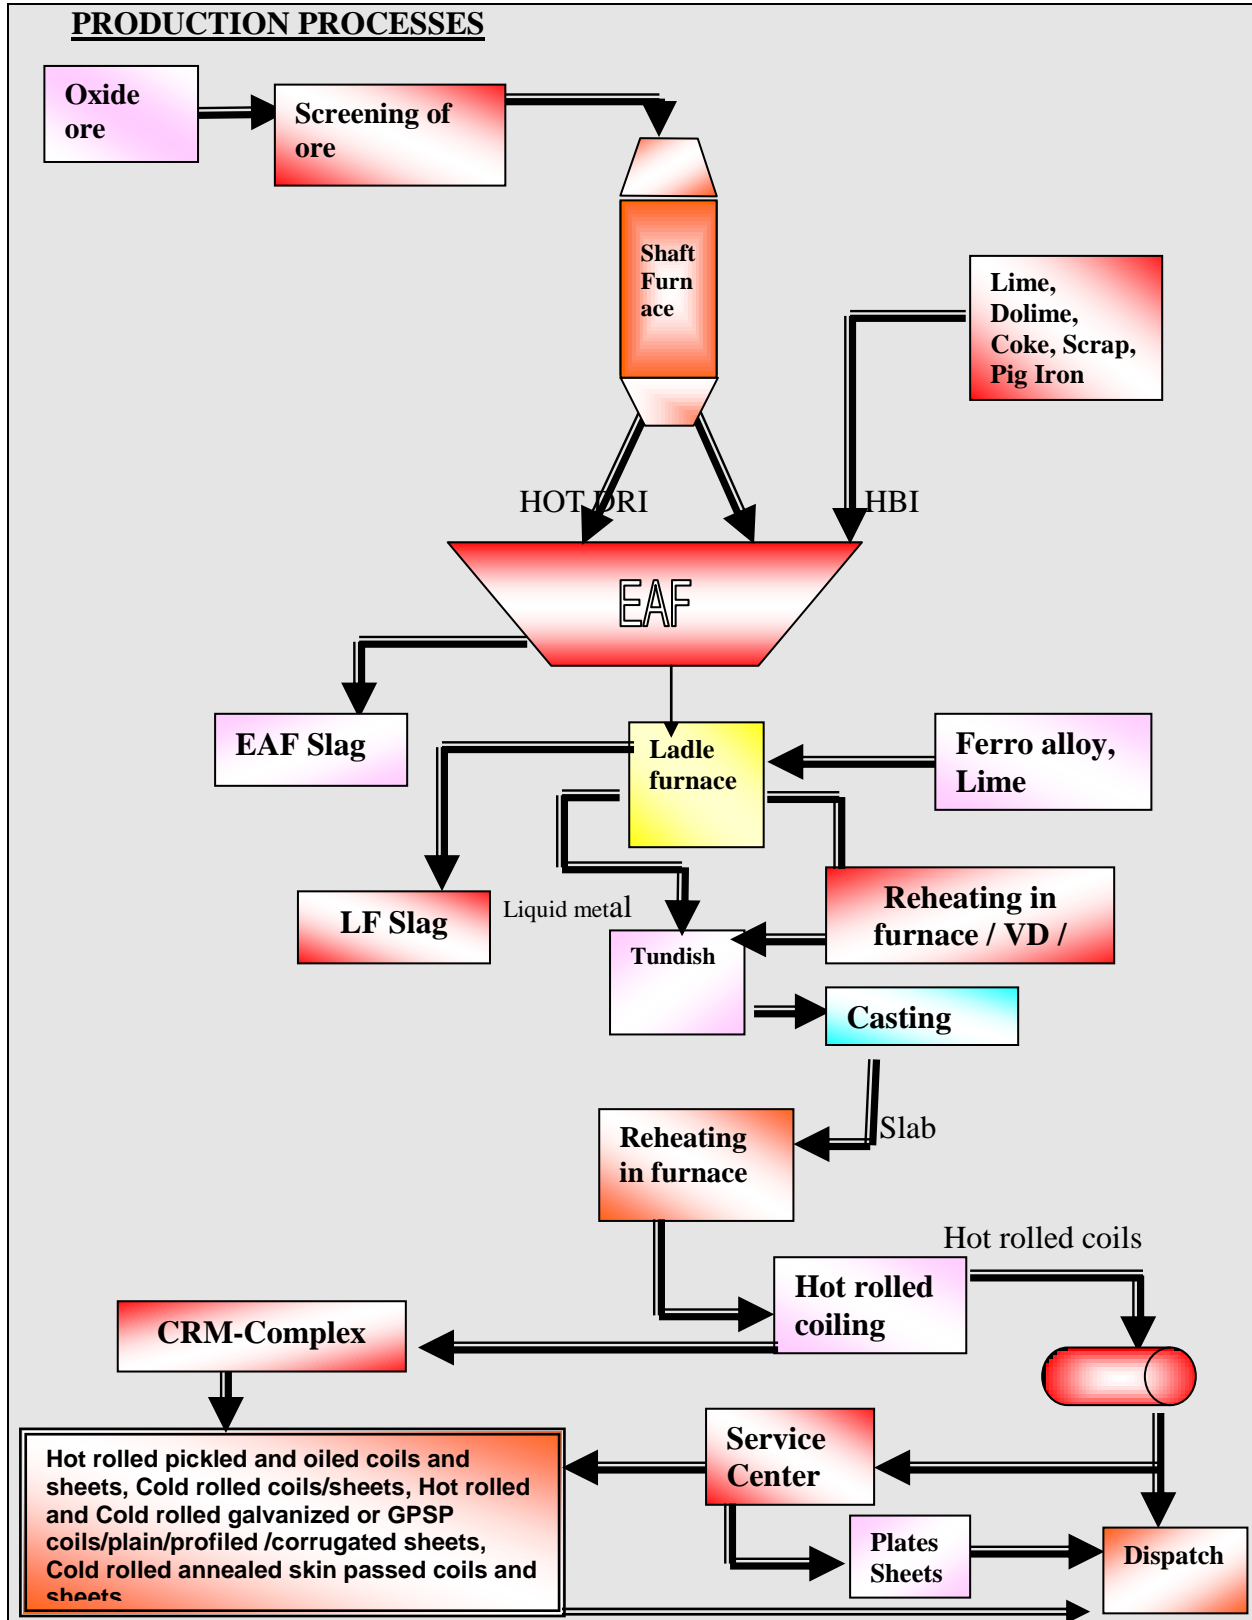 PRODUCTION PROCESSES
Oxide
ore
Screening of
ore
Shaft
Furn
ace
Lime,
Dolime,
Coke, Scrap,
Pig Iron
HOT DRI
HBI
EAF
EAF Slag
Ladle
furnace
Ferro alloy,
Lime
LF Slag
Liquid metal
Reheating in
furnace / VD /
Tundish
Casting
Slab
Reheating
in furnace
Hot rolled coils
Hot rolled
coiling
CRM-Complex
Service
Center
Hot rolled pickled and oiled coils and
sheets, Cold rolled coils/sheets, Hot rolled
and Cold rolled galvanized or GPSP
coils/plain/profiled /corrugated sheets,
Cold rolled annealed skin passed coils and
sheets
Plates
Sheets
Dispatch